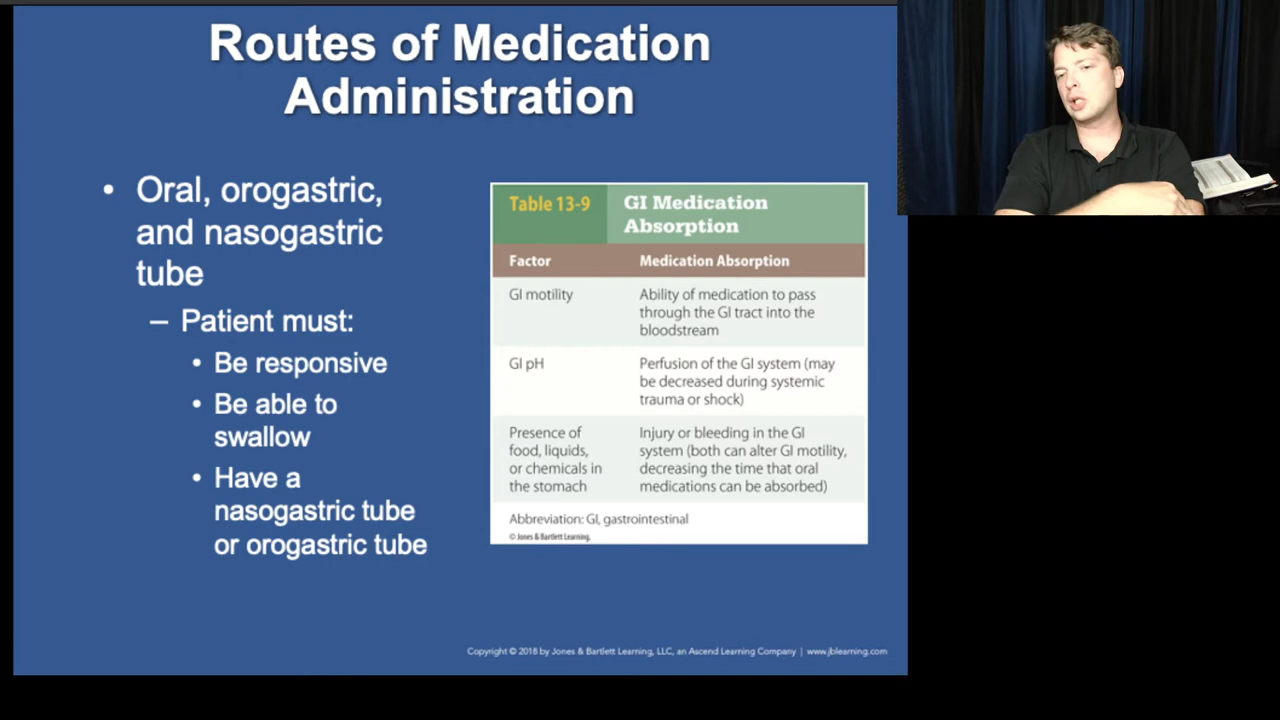 Routes of Medication
Administration
• Oral, orogastric,
and nasogastric
tube
– Patient must:
• Be responsive
• Be able to
swallow
• Have a
nasogastric tube
or orogastric tube
Table 13-9 GI Medication
Absorption
Factor Medication Absorption
GI motility Ability of medication to pass
through the GI tract into the
bloodstream
GI pH Perfusion of the GI system (may
be decreased during systemic
trauma or shock)
Presence of Injury or bleeding in the GI
food, liquids, system (both can alter GI motility,
or chemicals in decreasing the time that oral
the stomach medications can be absorbed)
Abbreviation: GI, gastrointestinal
© Jones & Bartlett Learning.
Copyright © 2018 by Jones & Bartlett Learning, LLC, an Ascend Learning Company | www.jblearning.com